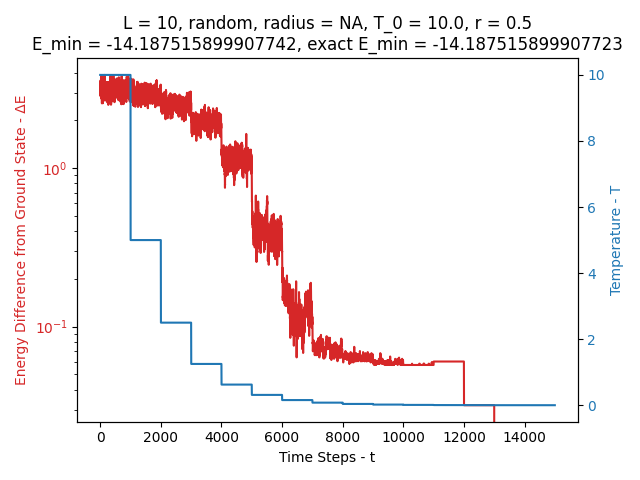 L = 10, random, radius = NA, T_0 = 10.0, r = 0.5
E_min = -14.187515899907742, exact E_min = -14.187515899907723
Energy Difference from Ground State - ΔE
10^0
10^{-1}
10
8
6
4
2
0
Temperature - T
0 2000 4000 6000 8000 10000 12000 14000
Time Steps - t